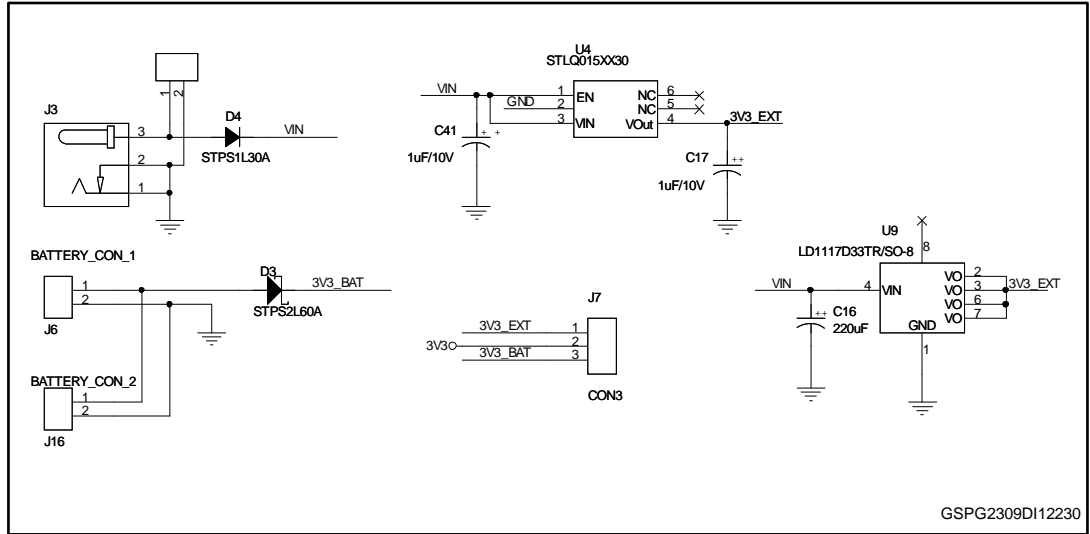 J3
1
2
3
2
1
D4
STPS1L30A
VIN
U4
STLQ015XX30
VIN
GND
1
2
3
EN
VIN
NC
NC
VOut
6
5
4
3V3_EXT
C41
+ +
1uF/10V
C17
++
1uF/10V
BATTERY_CON_1
1
2
J6
D3
STPS2L60A
3V3_BAT
BATTERY_CON_2
1
2
J16
J7
3V3_EXT
3V3
3V3_BAT
1
2
3
CON3
U9
LD1117D33TR/SO-8
8
VIN
4
VIN
VO
VO
VO
VO
2
3
6
7
3V3_EXT
GND
1
C16
++
220uF
GSPG2309DI12230